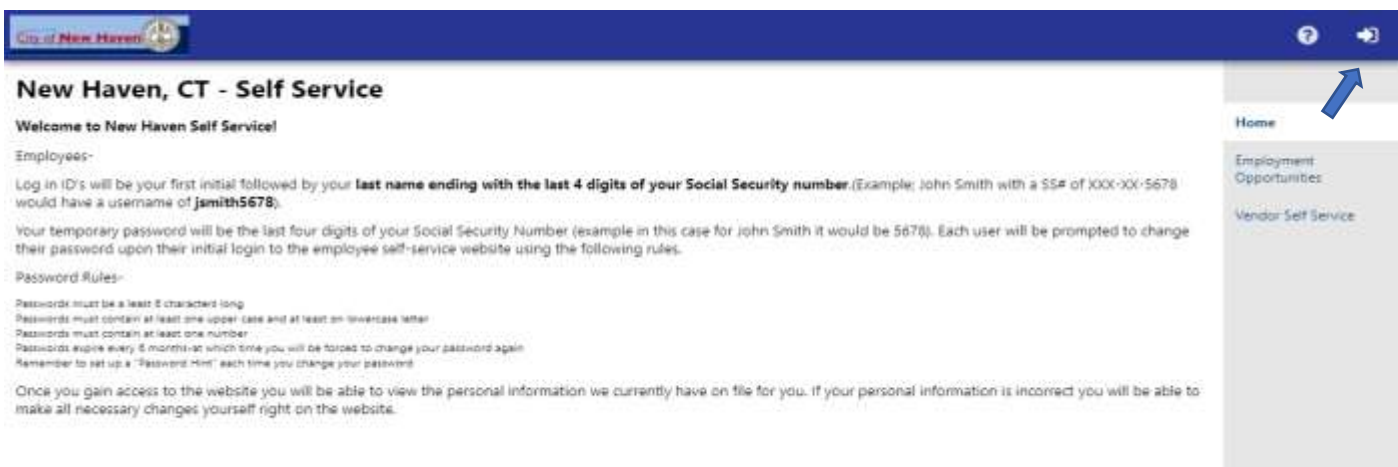 City of New Haven
New Haven, CT - Self Service
Welcome to New Haven Self Service!
Employees-
Log in ID's will be your first initial followed by your last name ending with the last 4 digits of your Social Security number.(Example; John Smith with a SS# of XXX-XX-5678
would have a username of jsmith5678).
Your temporary password will be the last four digits of your Social Security Number (example in this case for John Smith it would be 5678). Each user will be prompted to change
their password upon their initial login to the employee self-service website using the following rules.
Password Rules-
Passwords must be a least characters long
Passwords must contain at least one upper case and at least on lowercase letter
Passwords must contain at least one number
Passwords expire every months-at which time you will be forced to change your password again
Remember to set up a "Password Hint" each time you change your password
Once you gain access to the website you will be able to view the personal information we currently have on file for you. If your personal information is incorrect you will be able to
make all necessary changes yourself right on the website.
Home
Employment
Opportunities
Vendor Self Service